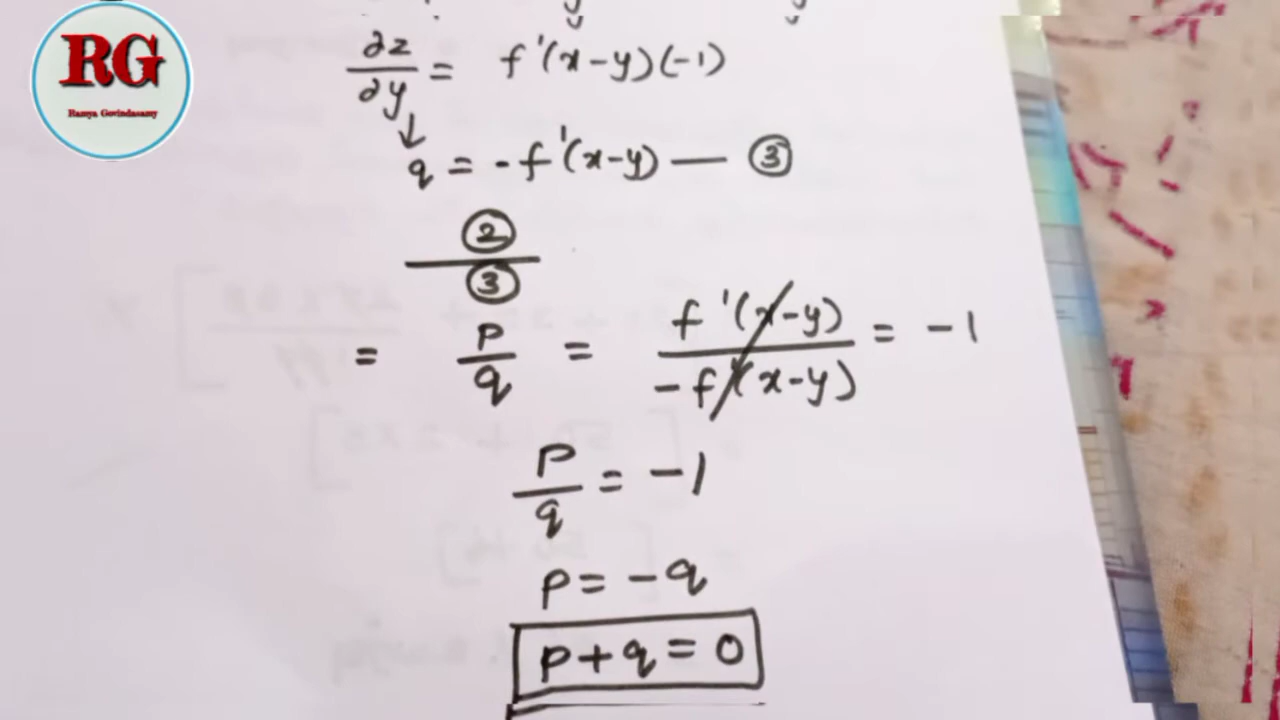 RG
Ramya Govindasamy
∂z/∂y = f'(x-y)(-1)
↓
q = -f'(x-y) — ③
②/③
= p/q = f'(x-y)/-f'(x-y) = -1
p/q = -1
p = -q
p+q = 0